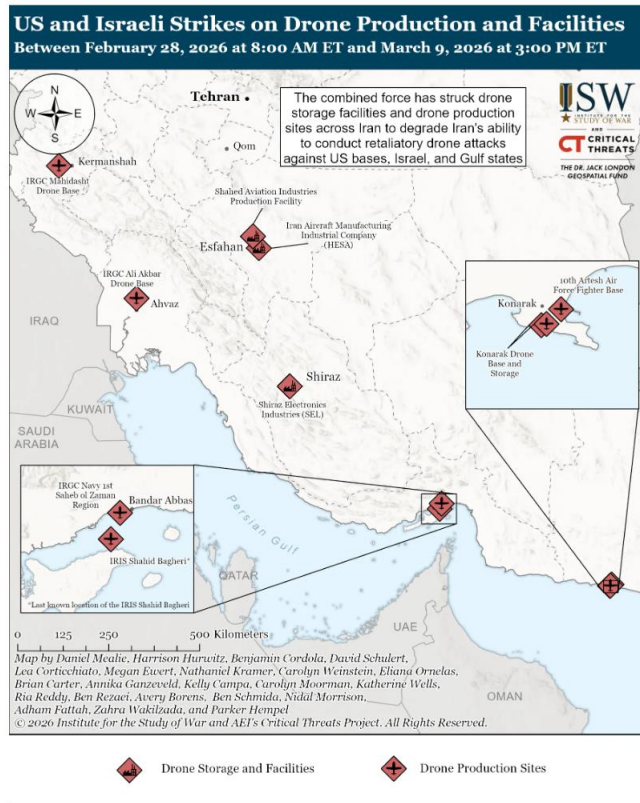 US and Israeli Strikes on Drone Production and Facilities
Between February 28, 2026 at 8:00 AM ET and March 9, 2026 at 3:00 PM ET
N
W E
S
Tehran
The combined force has struck drone
storage facilities and drone production
sites across Iran to degrade Iran's ability
to conduct retaliatory drone attacks
against US bases, Israel, and Gulf states
ISW
INSTITUTE FOR THE
STUDY OF WAR
AND
CT CRITICAL
THREATS
THE DR. JACK LONDON
GEOSPATIAL FUND
Qom
Kermanshah
IRGC Mahidasht
Drone Base
Shahed Aviation Industries
Production Facility
Iran Aircraft Manufacturing
Industrial Company
(HESA)
Esfahan
IRGC Ali Akbar
Drone Base
Ahvaz
10th Artesh Air
Force Fighter Base
Konarak
Konarak Drone
Base and
Storage
IRAQ
Shiraz
Shiraz Electronics
Industries (SEI.)
KUWAIT
SAUDI
ARABIA
IRGC Navy 1st
Saheb ol Zaman
Region
Bandar Abbas
IRIS Shahid Bagheri*
*Last known location of the IRIS Shahid Bagheri
Persian Gulf
QATAR
UAE
OMAN
0 125 250 500 Kilometers
Map by Daniel Mealie, Harrison Hurwitz, Benjamin Cordola, David Schulert,
Lea Corticchiato, Megan Ewert, Nathaniel Kramer, Carolyn Weinstein, Eliana Ornelas,
Brian Carter, Annika Ganzeveld, Kelly Campa, Carolyn Moorman, Katherine Wells,
Ria Reddy, Ben Rezaei, Avery Borens, Ben Schmida, Nidal Morrison,
Adham Fattah, Zahra Wakilzada, and Parker Hempel
© 2026 Institute for the Study of War and AEI's Critical Threats Project. All Rights Reserved.
Drone Storage and Facilities
Drone Production Sites